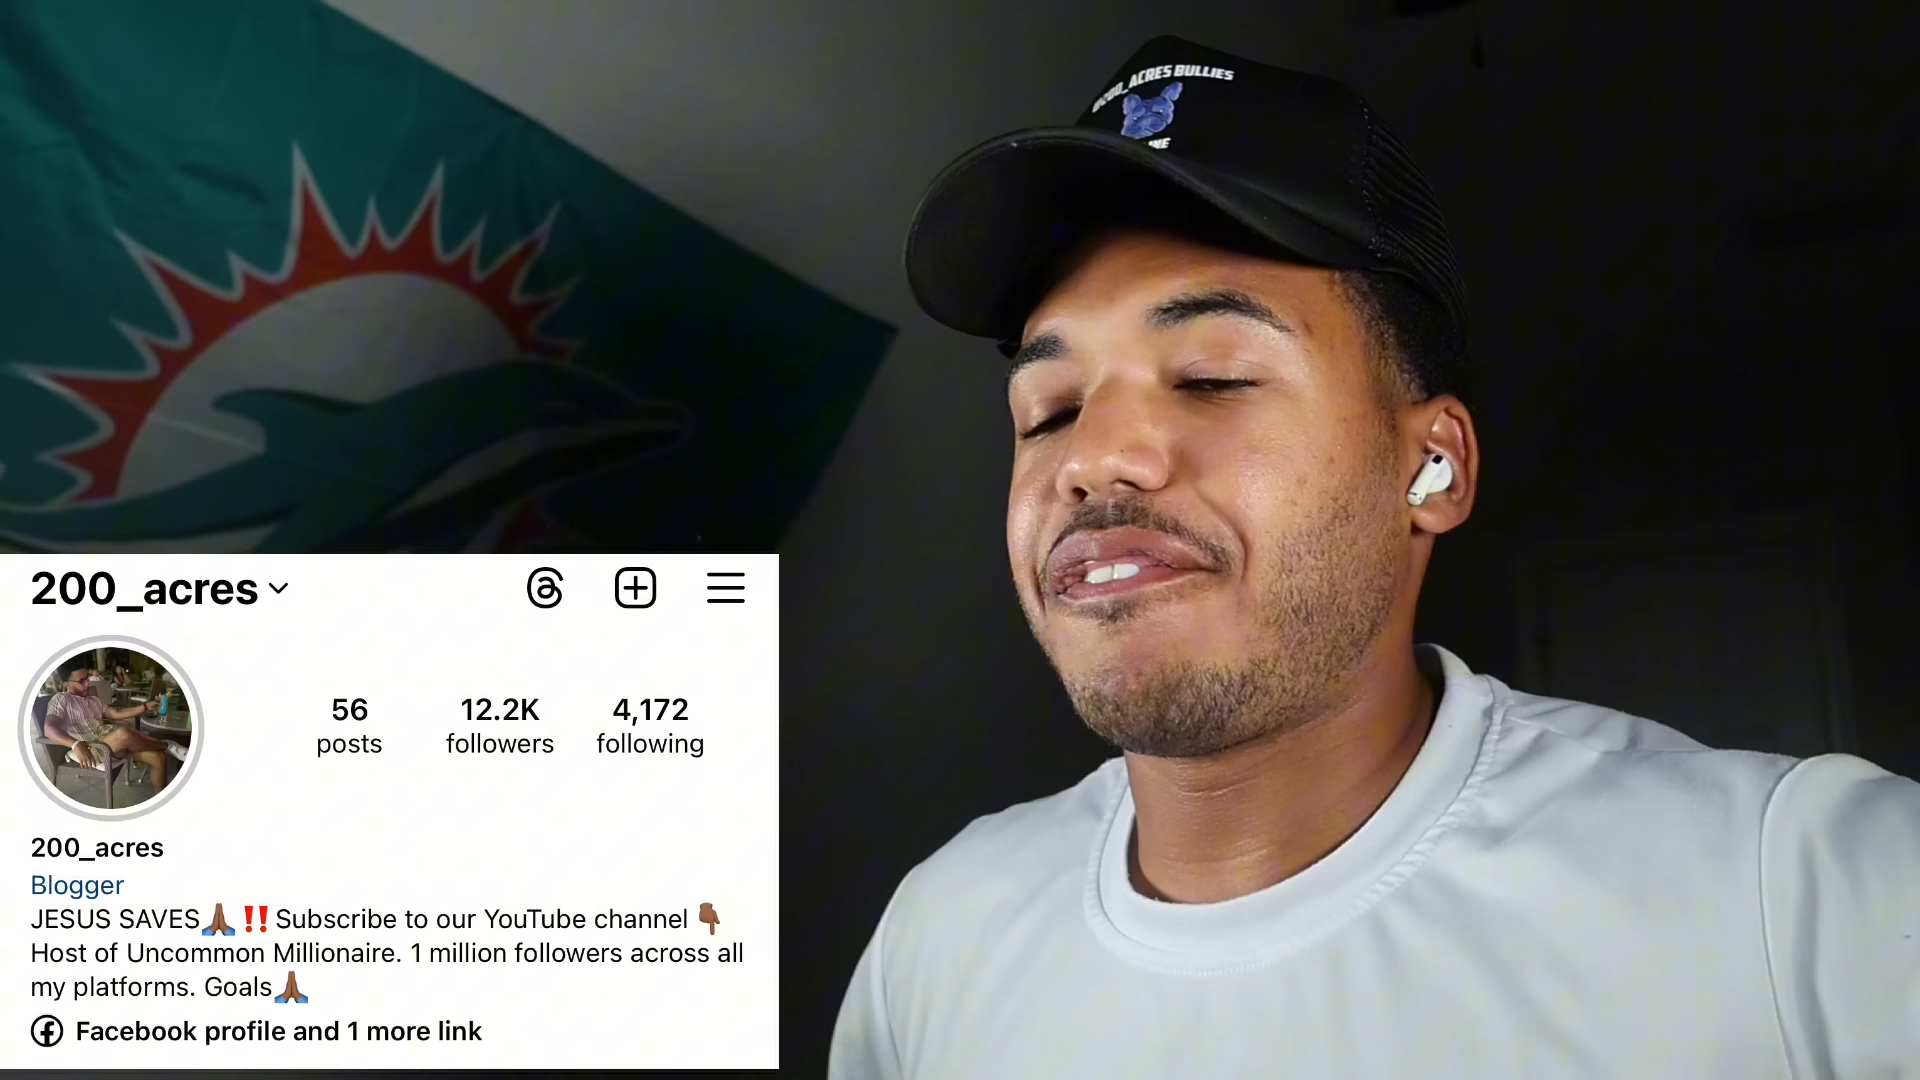 ACRES BULLIES
200_acres
56
posts
12.2K
followers
4,172
following
200_acres
Blogger
JESUS SAVES🙏🏾‼️Subscribe to our YouTube channel👇🏾
Host of Uncommon Millionaire. 1 million followers across all
my platforms. Goals🙏🏾
Facebook profile and 1 more link